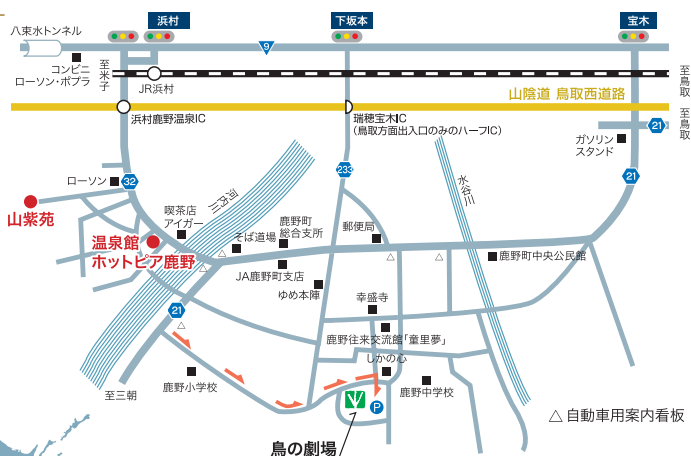 浜村
下坂本
宝木
八束水トンネル
9
コンビニ
ローソン・ポプラ
至米子
JR浜村
至鳥取
山陰道 鳥取西道路
浜村鹿野温泉IC
瑞穂宝木IC
(鳥取方面出入口のみのハーフIC)
21
至鳥取
ガソリン
スタンド
ローソン
32
233
21
河内川
水谷川
山紫苑
喫茶店
アイガー
温泉館
ホットピア鹿野
そば道場
鹿野町
総合支所
郵便局
JA鹿野町支店
ゆめ本陣
鹿野町中央公民館
21
幸盛寺
鹿野往来交流館「童里夢」
しかの心
鹿野小学校
鹿野中学校
至三朝
P
鳥の劇場
△自動車用案内看板